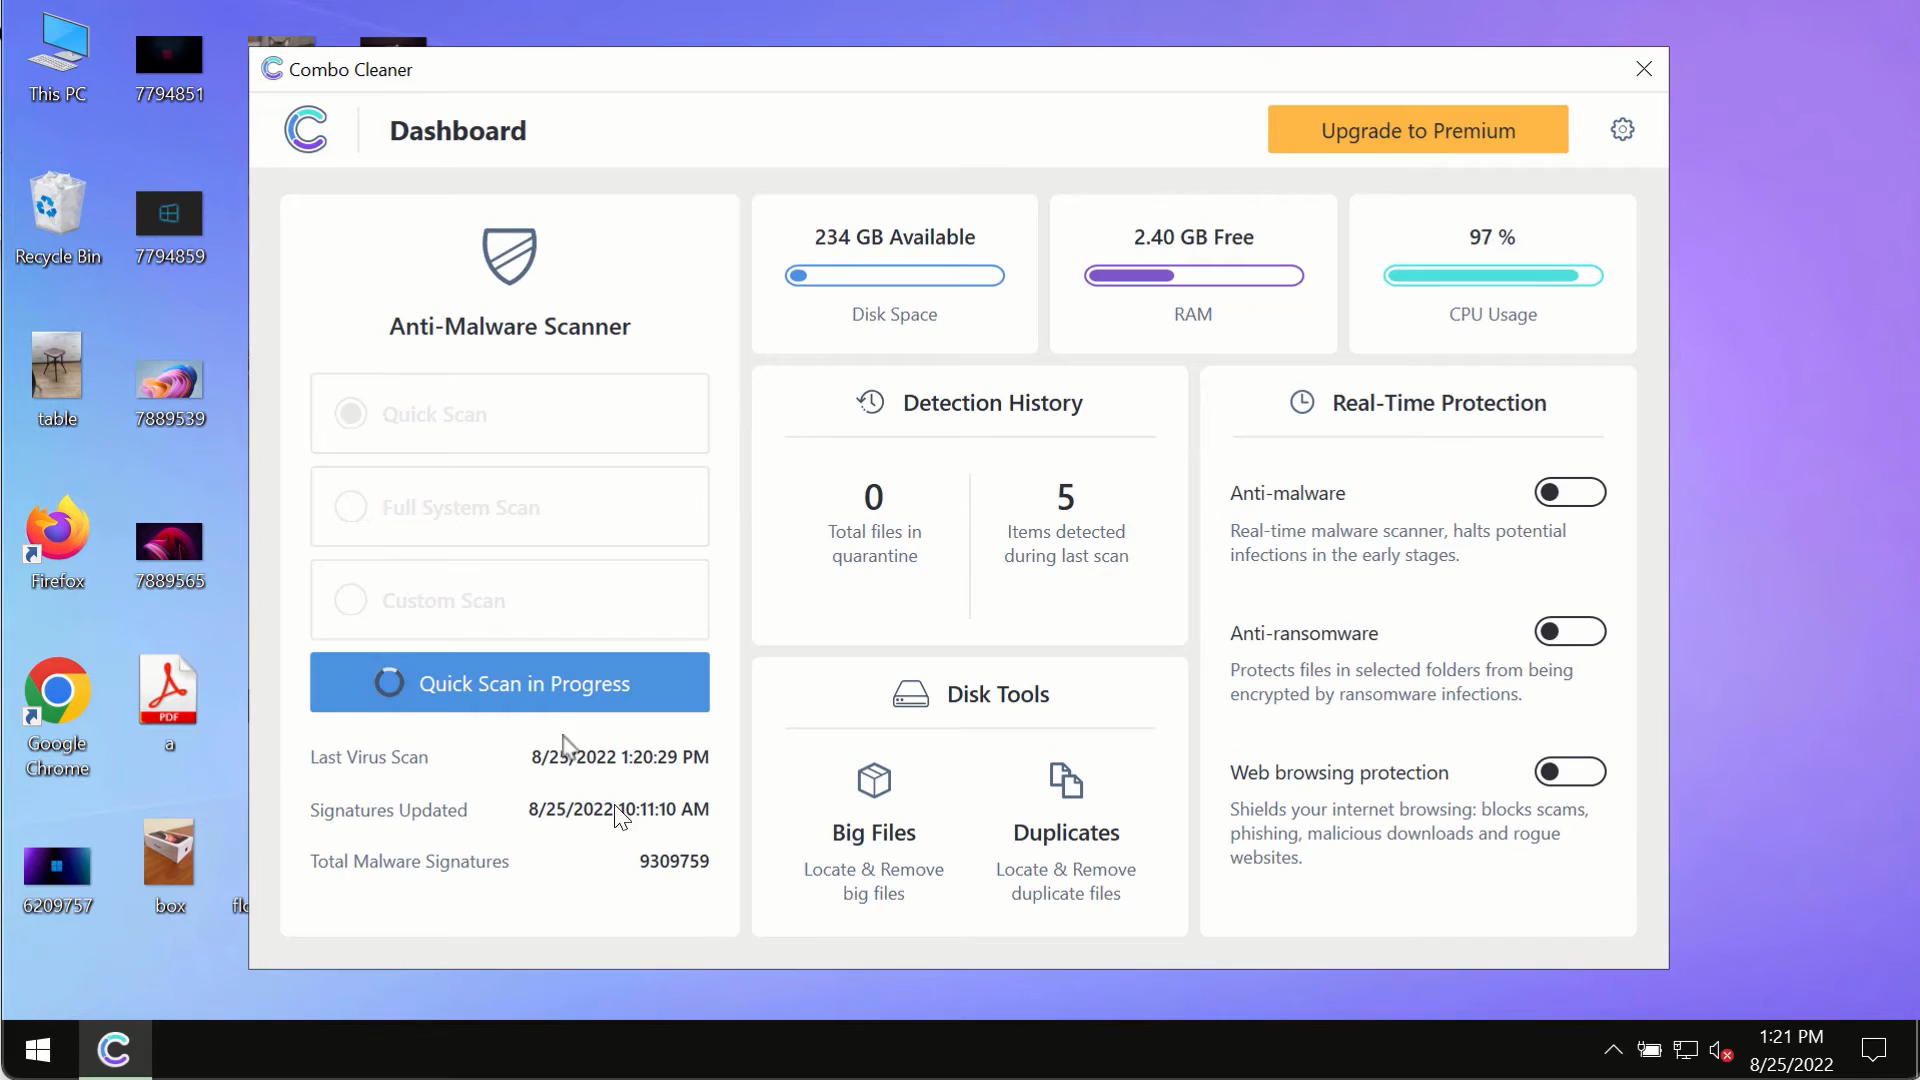 This PC
7794851
Recycle Bin
7794859
table
7889539
Firefox
7889565
Google
Chrome
PDF
a
6209757
box
Combo Cleaner
Dashboard
Upgrade to Premium
Anti-Malware Scanner
Quick Scan
Full System Scan
Custom Scan
Quick Scan in Progress
Last Virus Scan 8/25/2022 1:20:29 PM
Signatures Updated 8/25/2022 10:11:10 AM
Total Malware Signatures 9309759
234 GB Available
Disk Space
2.40 GB Free
RAM
97 %
CPU Usage
Detection History
0
Total files in
quarantine
5
Items detected
during last scan
Disk Tools
Big Files
Locate & Remove
big files
Duplicates
Locate & Remove
duplicate files
Real-Time Protection
Anti-malware
Real-time malware scanner, halts potential
infections in the early stages.
Anti-ransomware
Protects files in selected folders from being
encrypted by ransomware infections.
Web browsing protection
Shields your internet browsing: blocks scams,
phishing, malicious downloads and rogue
websites.
1:21 PM
8/25/2022